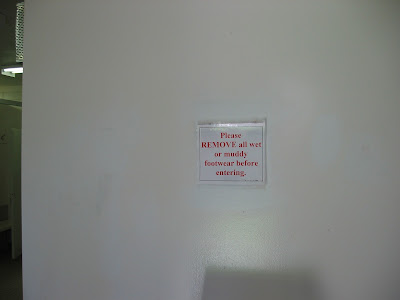 Please
REMOVE all wet
or muddy
footwear before
entering.